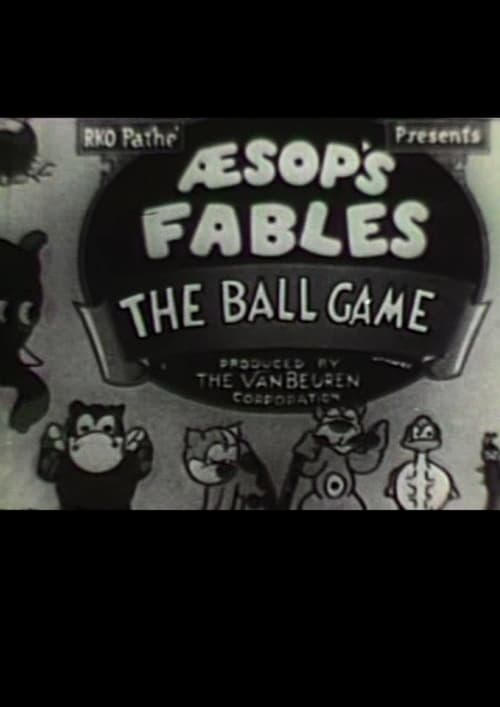 RKO Pathe' Presents
ÆSOP'S
FABLES
THE BALL GAME
PRODUCED BY
THE VAN BEUREN
CORPORATION